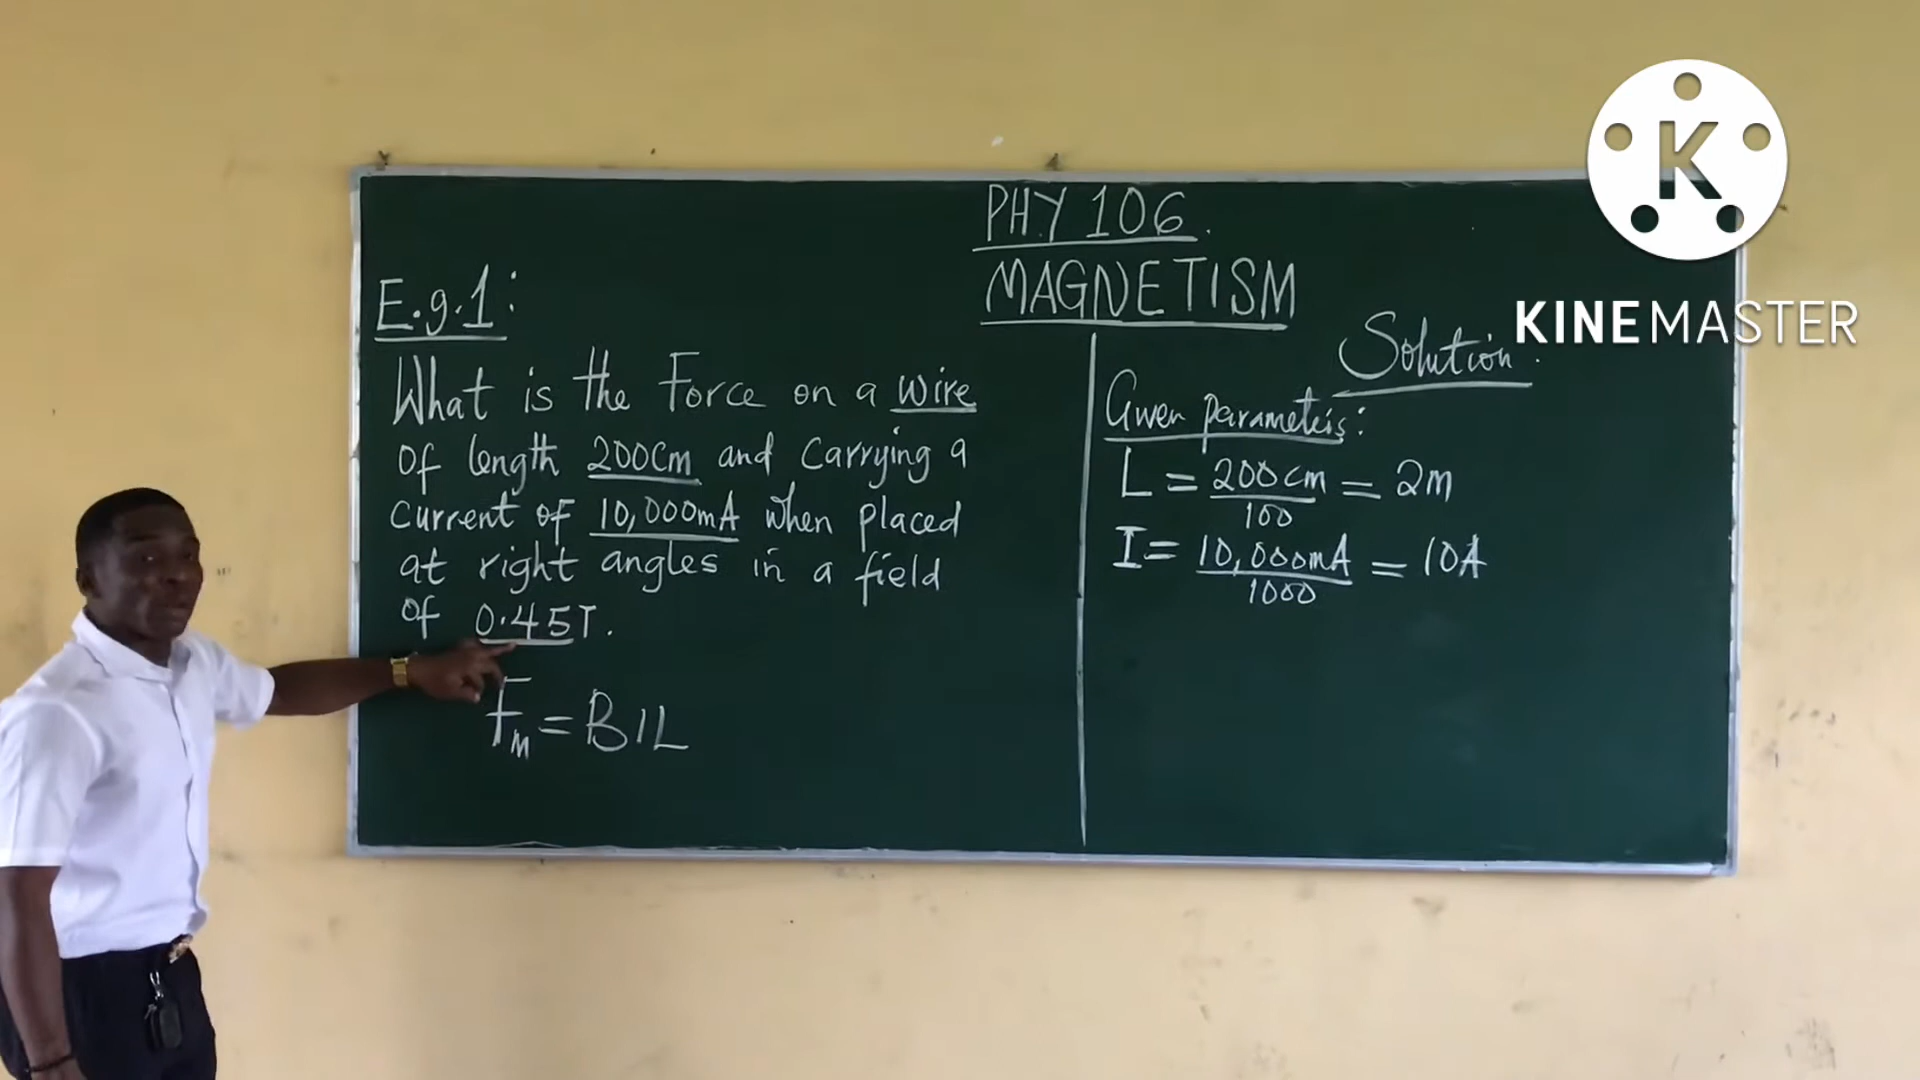 PHY 106.
MAGNETISM
E.g.1:
What is the Force on a wire
of length 200cm and carrying a
current of 10,000mA when placed
at right angles in a field
of 0.45T.
Fm = BIL
Solution.
Given parameters:
L = 200cm/100 = 2m
I = 10,000mA/1000 = 10A
K
KINEMASTER